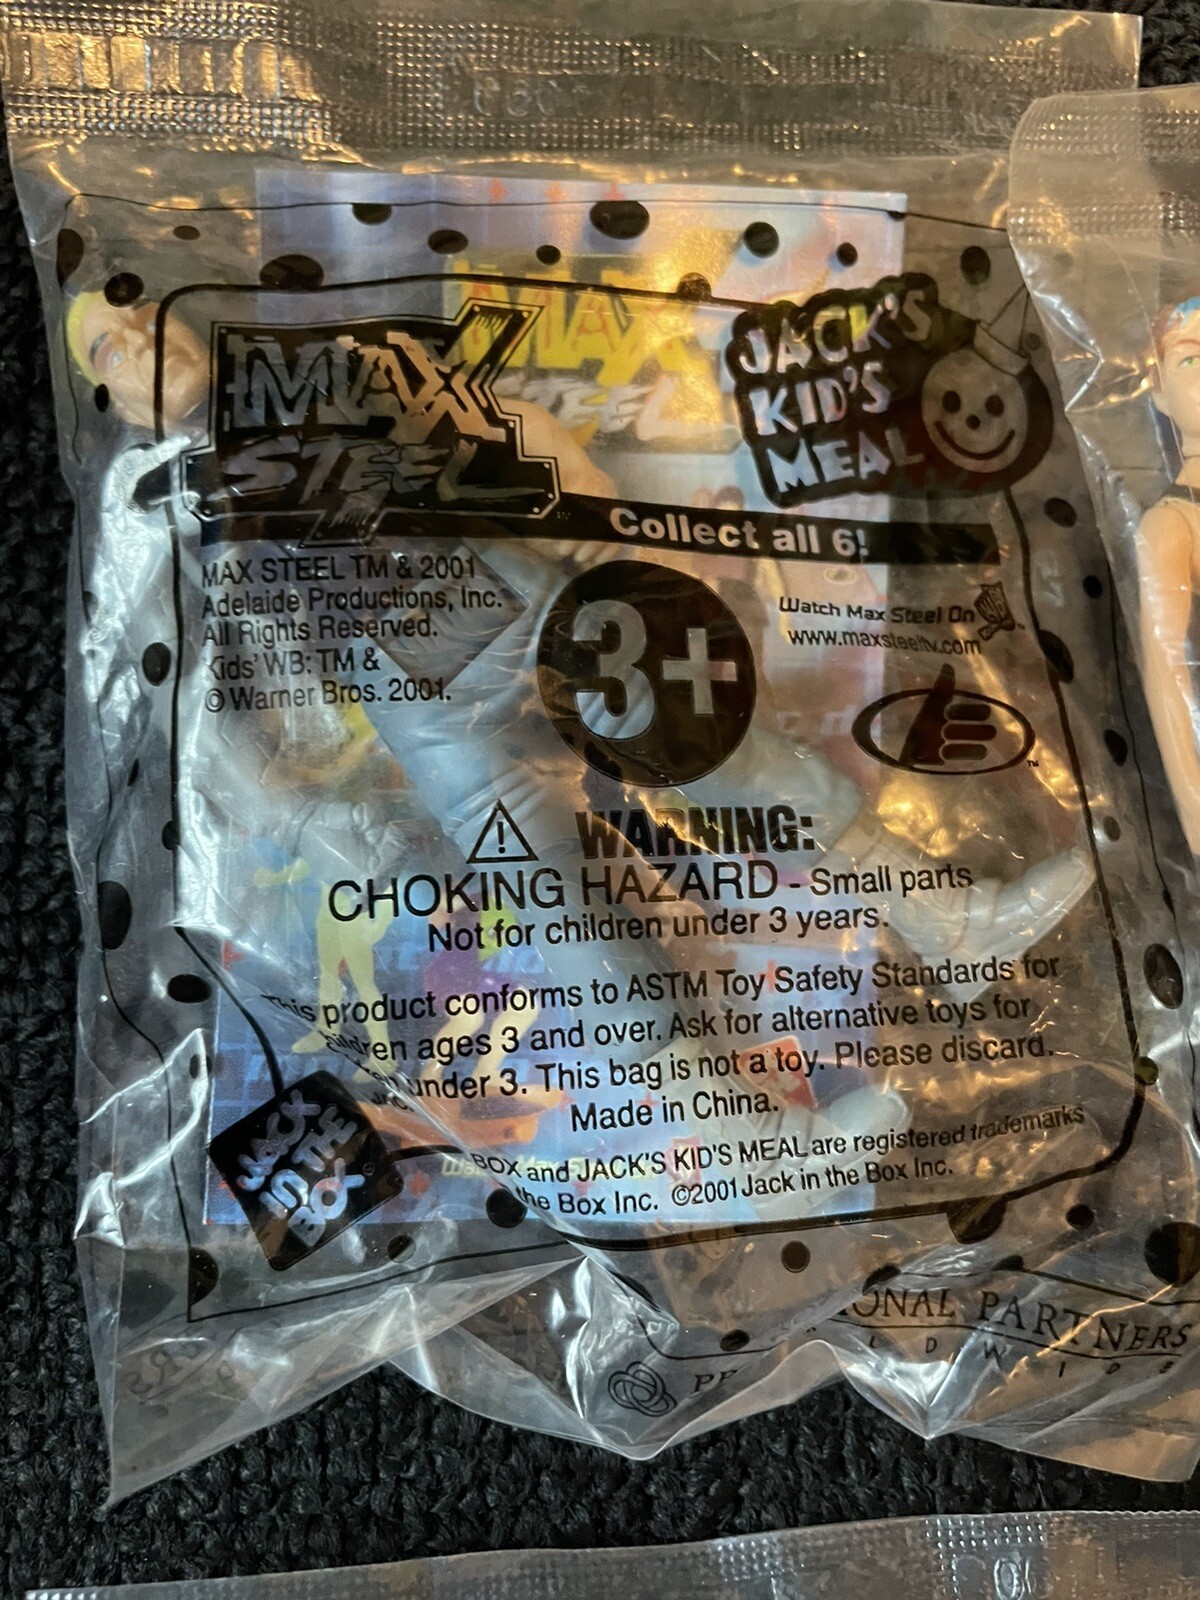 MAX
STEEL
JACK'S
KID'S
MEAL
Collect all 6!
MAX STEEL TM & 2001
Adelaide Productions, Inc.
All Rights Reserved.
Kids' WB: TM &
© Warner Bros. 2001.
3+
Watch Max Steel On
www.maxsteeltv.com
WARNING:
CHOKING HAZARD - Small parts
Not for children under 3 years.
This product conforms to ASTM Toy Safety Standards for
children ages 3 and over. Ask for alternative toys for
under 3. This bag is not a toy. Please discard.
Made in China.
BOX and JACK'S KID'S MEAL are registered trademarks
the Box Inc. ©2001 Jack in the Box Inc.
JACK
IN THE
BOX
PARTNERS